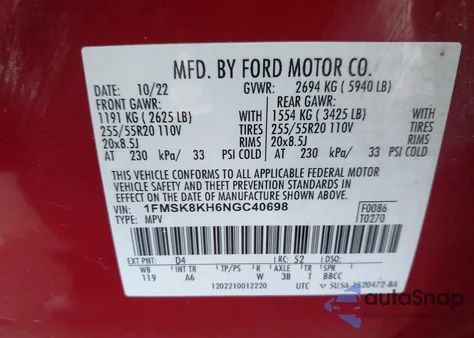 MFD. BY FORD MOTOR CO.
DATE: 10/22 GVWR: 2694 KG ( 5940 LB)
FRONT GAWR: REAR GAWR:
1191 KG ( 2625 LB) WITH 1554 KG ( 3425 LB) WITH
255/55R20 110V TIRES 255/55R20 110V TIRES
20x8.5J RIMS 20x8.5J RIMS
AT 230 kPa/ 33 PSI COLD AT 230 kPa/ 33 PSI COLD
THIS VEHICLE CONFORMS TO ALL APPLICABLE FEDERAL MOTOR
VEHICLE SAFETY AND THEFT PREVENTION STANDARDS IN
EFFECT ON THE DATE OF MANUFACTURE SHOWN ABOVE.
VIN: 1FMSK8KH6NGC40698 F0086
TYPE: MPV T0270
EXT PNT: D4 RC: 52 DSO:
WB INT TR TP/PS R AXLE TR SPR
119 A6 W 3B T BBCC
1202210012220 UTC 5U5A-1520472-BA
autoSnap